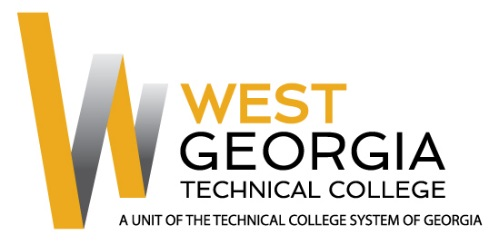 WEST
GEORGIA
TECHNICAL COLLEGE
A UNIT OF THE TECHNICAL COLLEGE SYSTEM OF GEORGIA